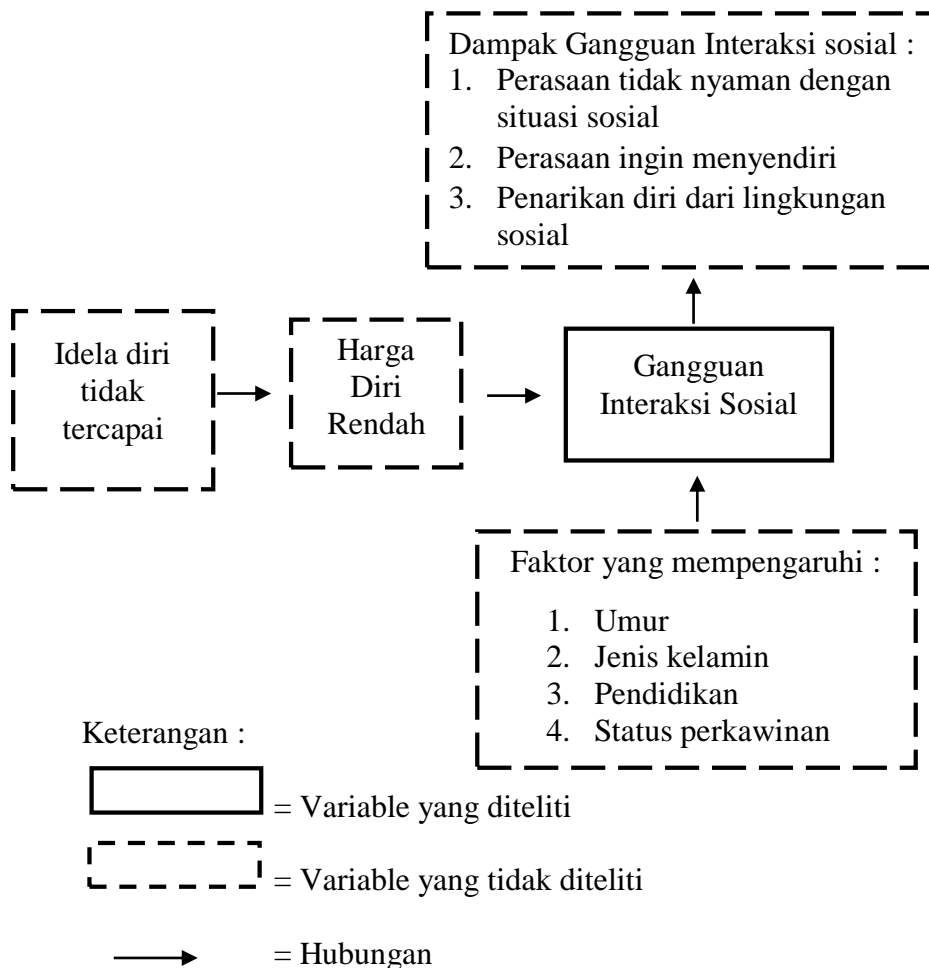 Dampak Gangguan Interaksi sosial :
1. Perasaan tidak nyaman dengan
situasi sosial
2. Perasaan ingin menyendiri
3. Penarikan diri dari lingkungan
sosial
Idela diri
tidak
tercapai
Harga
Diri
Rendah
Gangguan
Interaksi Sosial
Faktor yang mempengaruhi :
1. Umur
2. Jenis kelamin
3. Pendidikan
4. Status perkawinan
Keterangan :
= Variable yang diteliti
= Variable yang tidak diteliti
= Hubungan